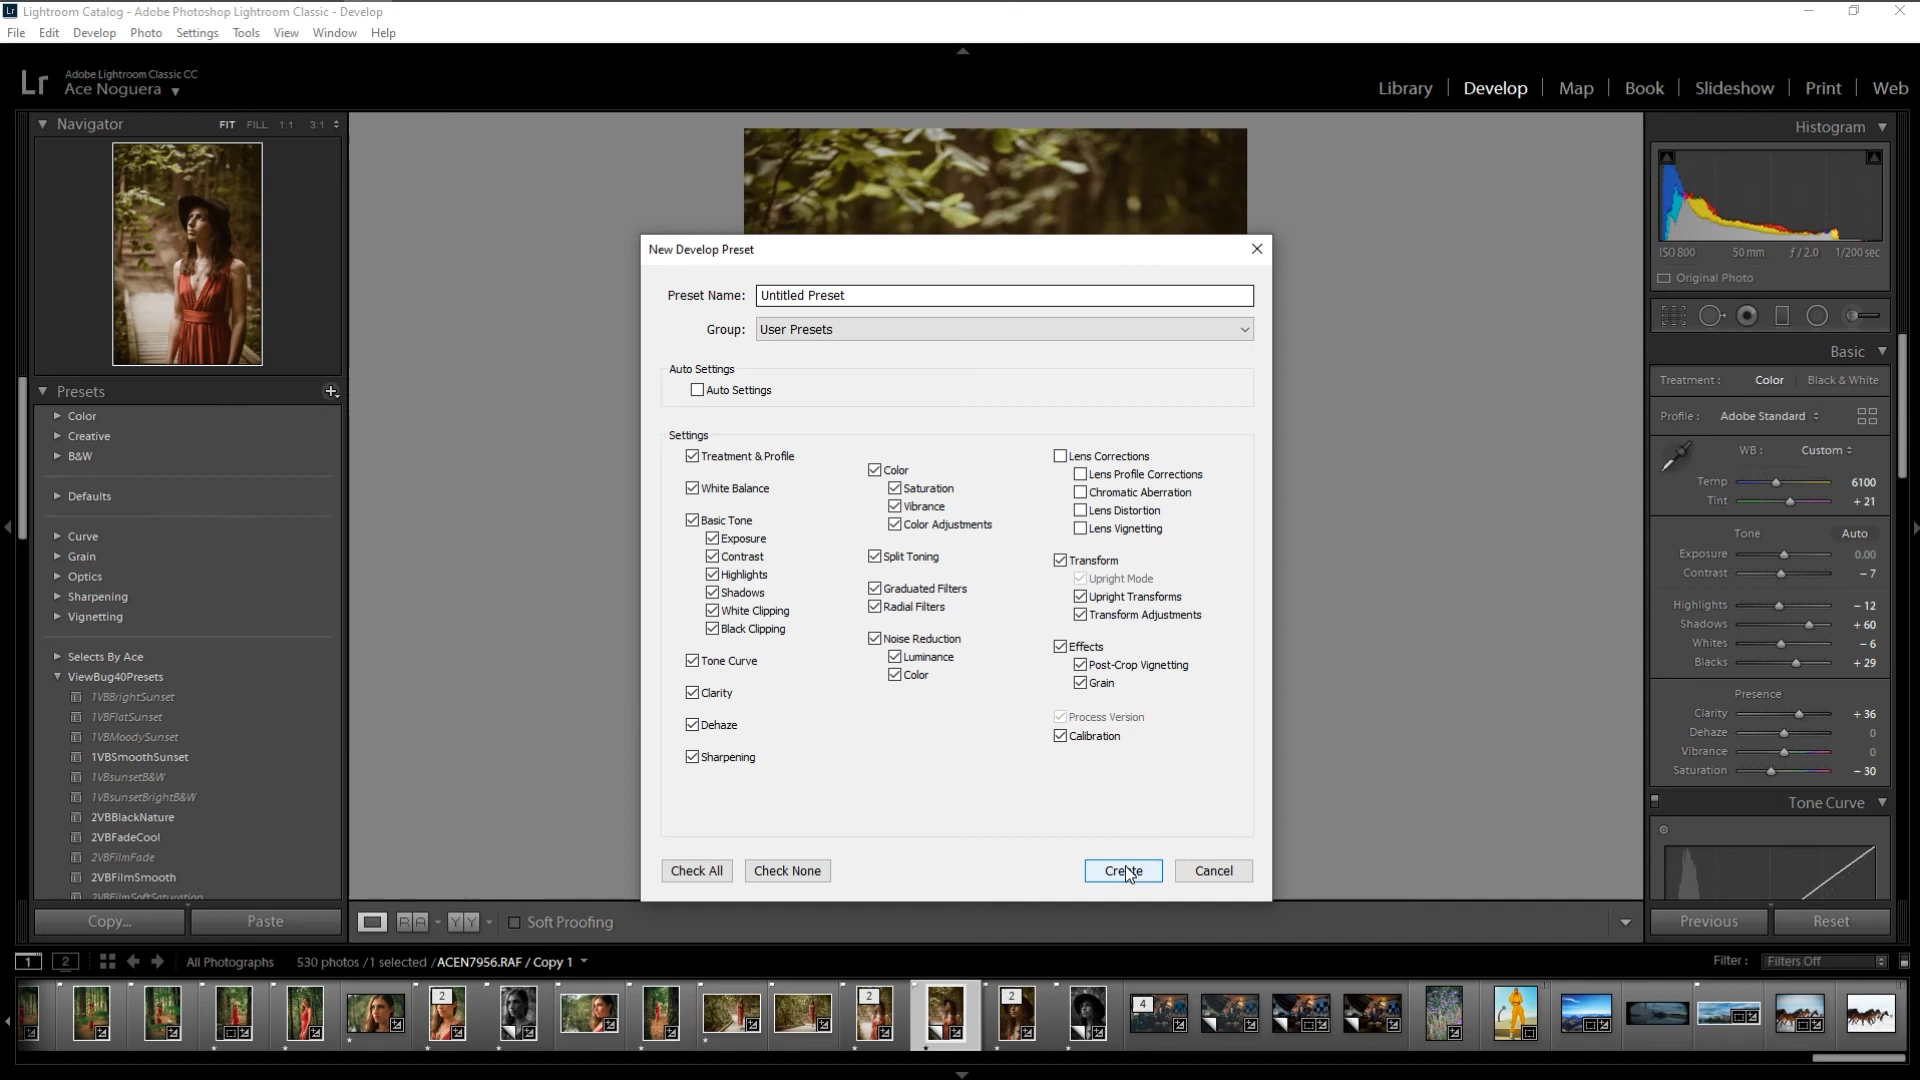 Lr Lightroom Catalog - Adobe Photoshop Lightroom Classic - Develop
File Edit Develop Photo Settings Tools View Window Help
Lr Adobe Lightroom Classic CC
Ace Noguera
Library Develop Map Book Slideshow Print Web
Navigator FIT FILL 1:1 3:1
Presets
Color
Creative
B&W
Defaults
Curve
Grain
Optics
Sharpening
Vignetting
Selects By Ace
ViewBug40Presets
1VBBrightSunset
1VBFlatSunset
1VBMoodySunset
1VBSmoothSunset
1VBsunsetB&W
1VBsunsetBrightB&W
2VBBlackNature
2VBFadeCool
2VBFilmFade
2VBFilmSmooth
2VBFilmSoftSaturation
Copy... Paste
New Develop Preset
Preset Name: Untitled Preset
Group: User Presets
Auto Settings
Auto Settings
Settings
Treatment & Profile
White Balance
Basic Tone
Exposure
Contrast
Highlights
Shadows
White Clipping
Black Clipping
Tone Curve
Clarity
Dehaze
Sharpening
Color
Saturation
Vibrance
Color Adjustments
Split Toning
Graduated Filters
Radial Filters
Noise Reduction
Luminance
Color
Lens Corrections
Lens Profile Corrections
Chromatic Aberration
Lens Distortion
Lens Vignetting
Transform
Upright Mode
Upright Transforms
Transform Adjustments
Effects
Post-Crop Vignetting
Grain
Process Version
Calibration
Check All Check None Create Cancel
Histogram
ISO 800 50 mm ƒ / 2.0 1/200 sec
Original Photo
Basic
Treatment : Color Black & White
Profile : Adobe Standard
WB : Custom
Temp 6100
Tint + 21
Tone Auto
Exposure 0.00
Contrast – 7
Highlights – 12
Shadows + 60
Whites – 6
Blacks + 29
Presence
Clarity + 36
Dehaze 0
Vibrance 0
Saturation – 30
Tone Curve
Previous Reset
R A Y Y Soft Proofing
1 2 All Photographs 530 photos / 1 selected / ACEN7956.RAF / Copy 1
Filter : Filters Off
2 2 2 4